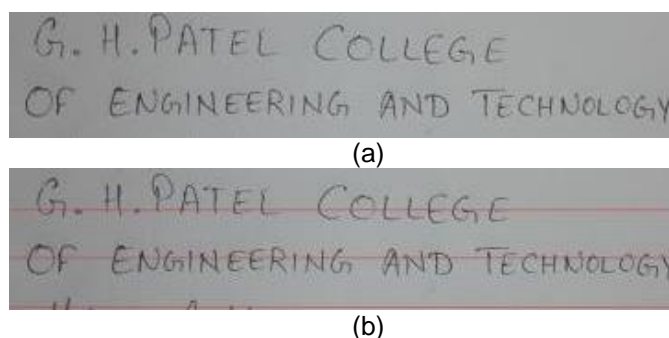 G. H. PATEL COLLEGE
OF ENGINEERING AND TECHNOLOGY
(a)
G. H. PATEL COLLEGE
OF ENGINEERING AND TECHNOLOGY
(b)